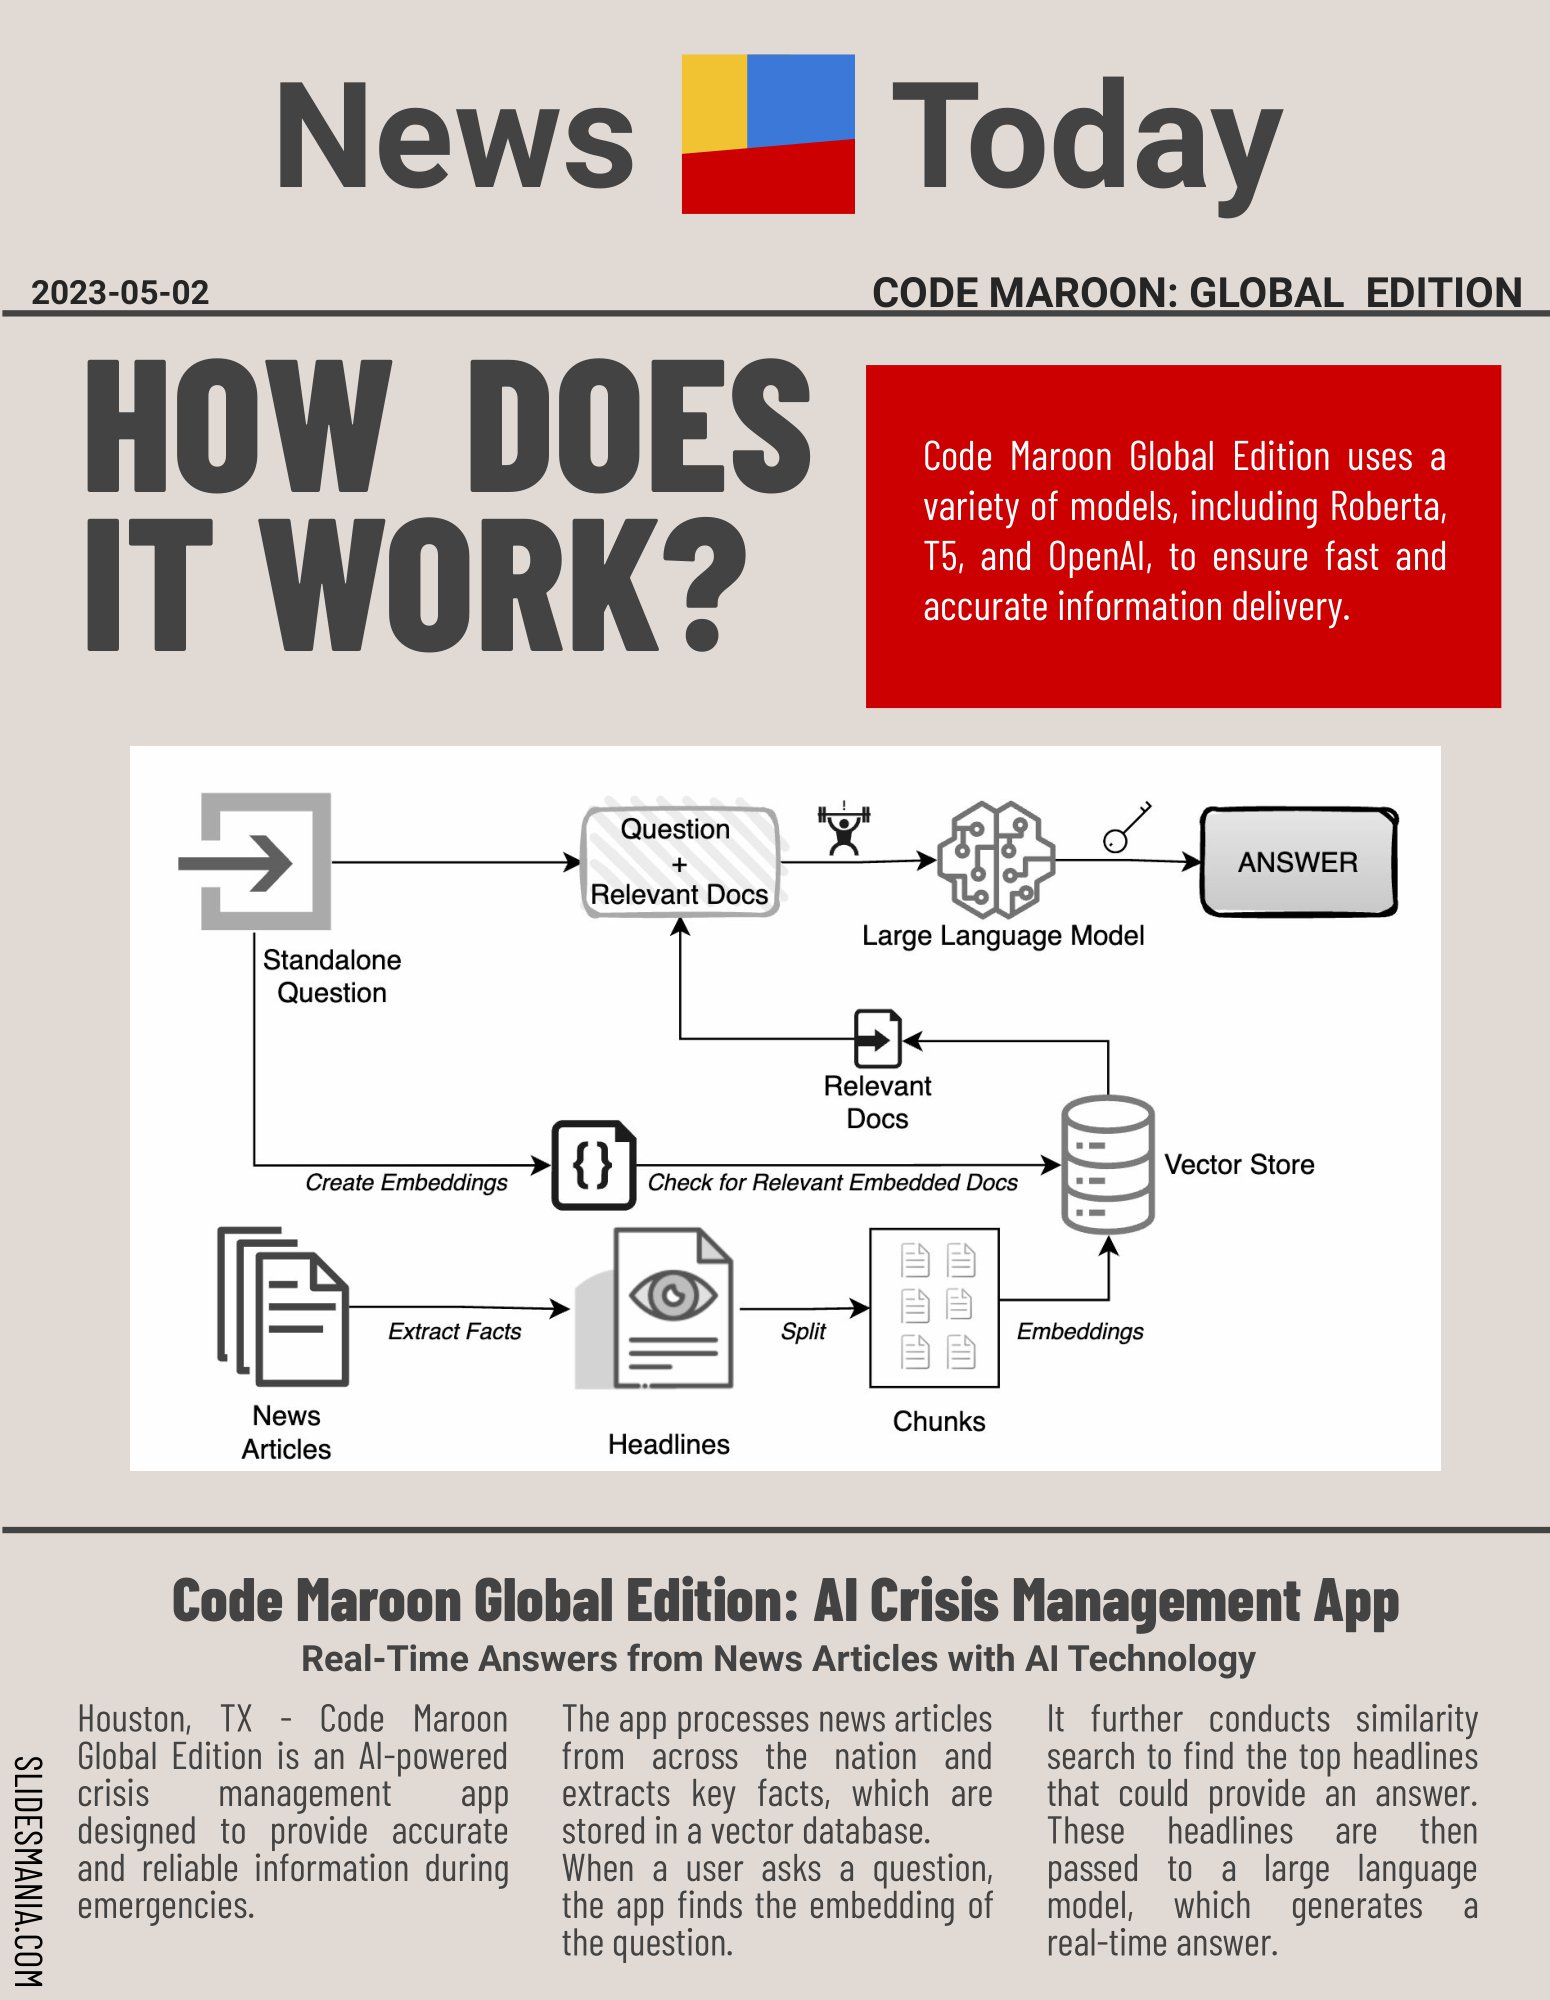 News Today
2023-05-02
CODE MAROON: GLOBAL EDITION
HOW DOES
IT WORK?
Code Maroon Global Edition uses a
variety of models, including Roberta,
T5, and OpenAI, to ensure fast and
accurate information delivery.
Question
+
Relevant Docs
ANSWER
Large Language Model
Standalone
Question
Relevant
Docs
Vector Store
Create Embeddings
{}
Check for Relevant Embedded Docs
Extract Facts
Split
Embeddings
News
Articles
Headlines
Chunks
Code Maroon Global Edition: AI Crisis Management App
Real-Time Answers from News Articles with AI Technology
Houston, TX - Code Maroon
Global Edition is an AI-powered
crisis management app
designed to provide accurate
and reliable information during
emergencies.
The app processes news articles
from across the nation and
extracts key facts, which are
stored in a vector database.
When a user asks a question,
the app finds the embedding of
the question.
It further conducts similarity
search to find the top headlines
that could provide an answer.
These headlines are then
passed to a large language
model, which generates a
real-time answer.
SLIDESMANIA.COM